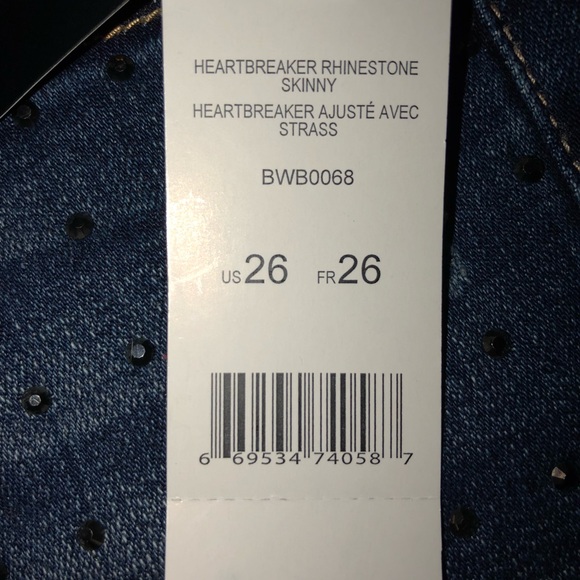 HEARTBREAKER RHINESTONE
SKINNY
HEARTBREAKER AJUSTÉ AVEC
STRASS
BWB0068
US 26 FR 26
6 69534 74058 7